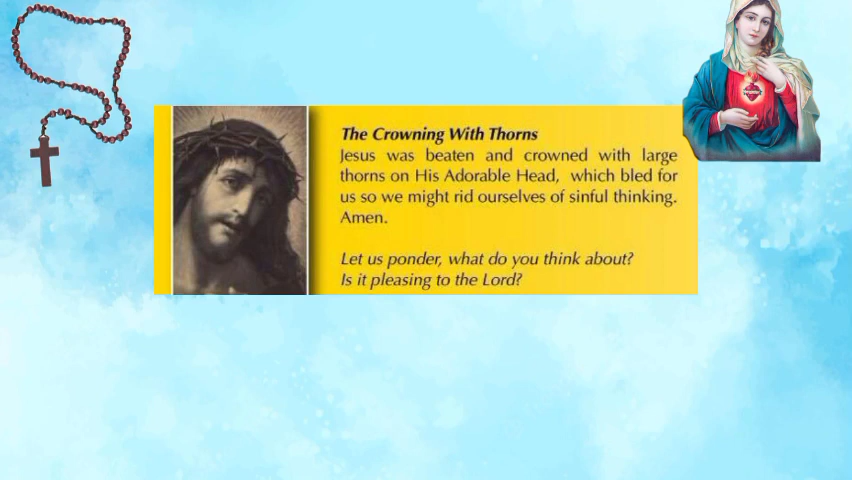 The Crowning With Thorns
Jesus was beaten and crowned with large
thorns on His Adorable Head, which bled for
us so we might rid ourselves of sinful thinking.
Amen.
Let us ponder, what do you think about?
Is it pleasing to the Lord?